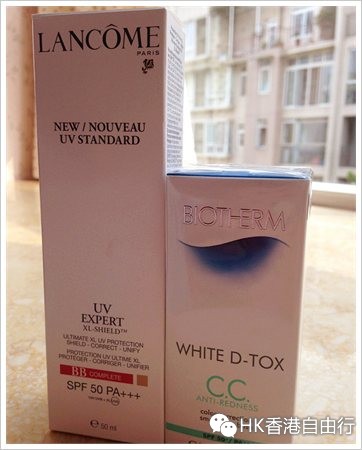 LANCÔME
PARIS
NEW / NOUVEAU
UV STANDARD
UV
EXPERT
XL-SHIELD™
ULTIMATE XL UV PROTECTION
SHIELD - CORRECT - UNIFY
PROTECTION UV ULTIME XL
PROTÉGER - CORRIGER - UNIFIER
BB COMPLETE
SPF 50 PA+++
50 ml
BIOTHERM
WHITE D-TOX
C.C.
ANTI-REDNESS
HK香港自由行